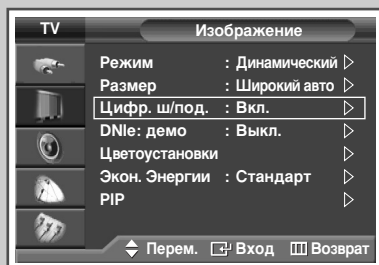 TV Изображение
Режим : Динамический
Размер : Широкий авто
Цифр. ш/под. : Вкл.
DNIe: демо : Выкл.
Цветоустановки
Экон. Энергии : Стандарт
PIP
Перем. Вход Возврат